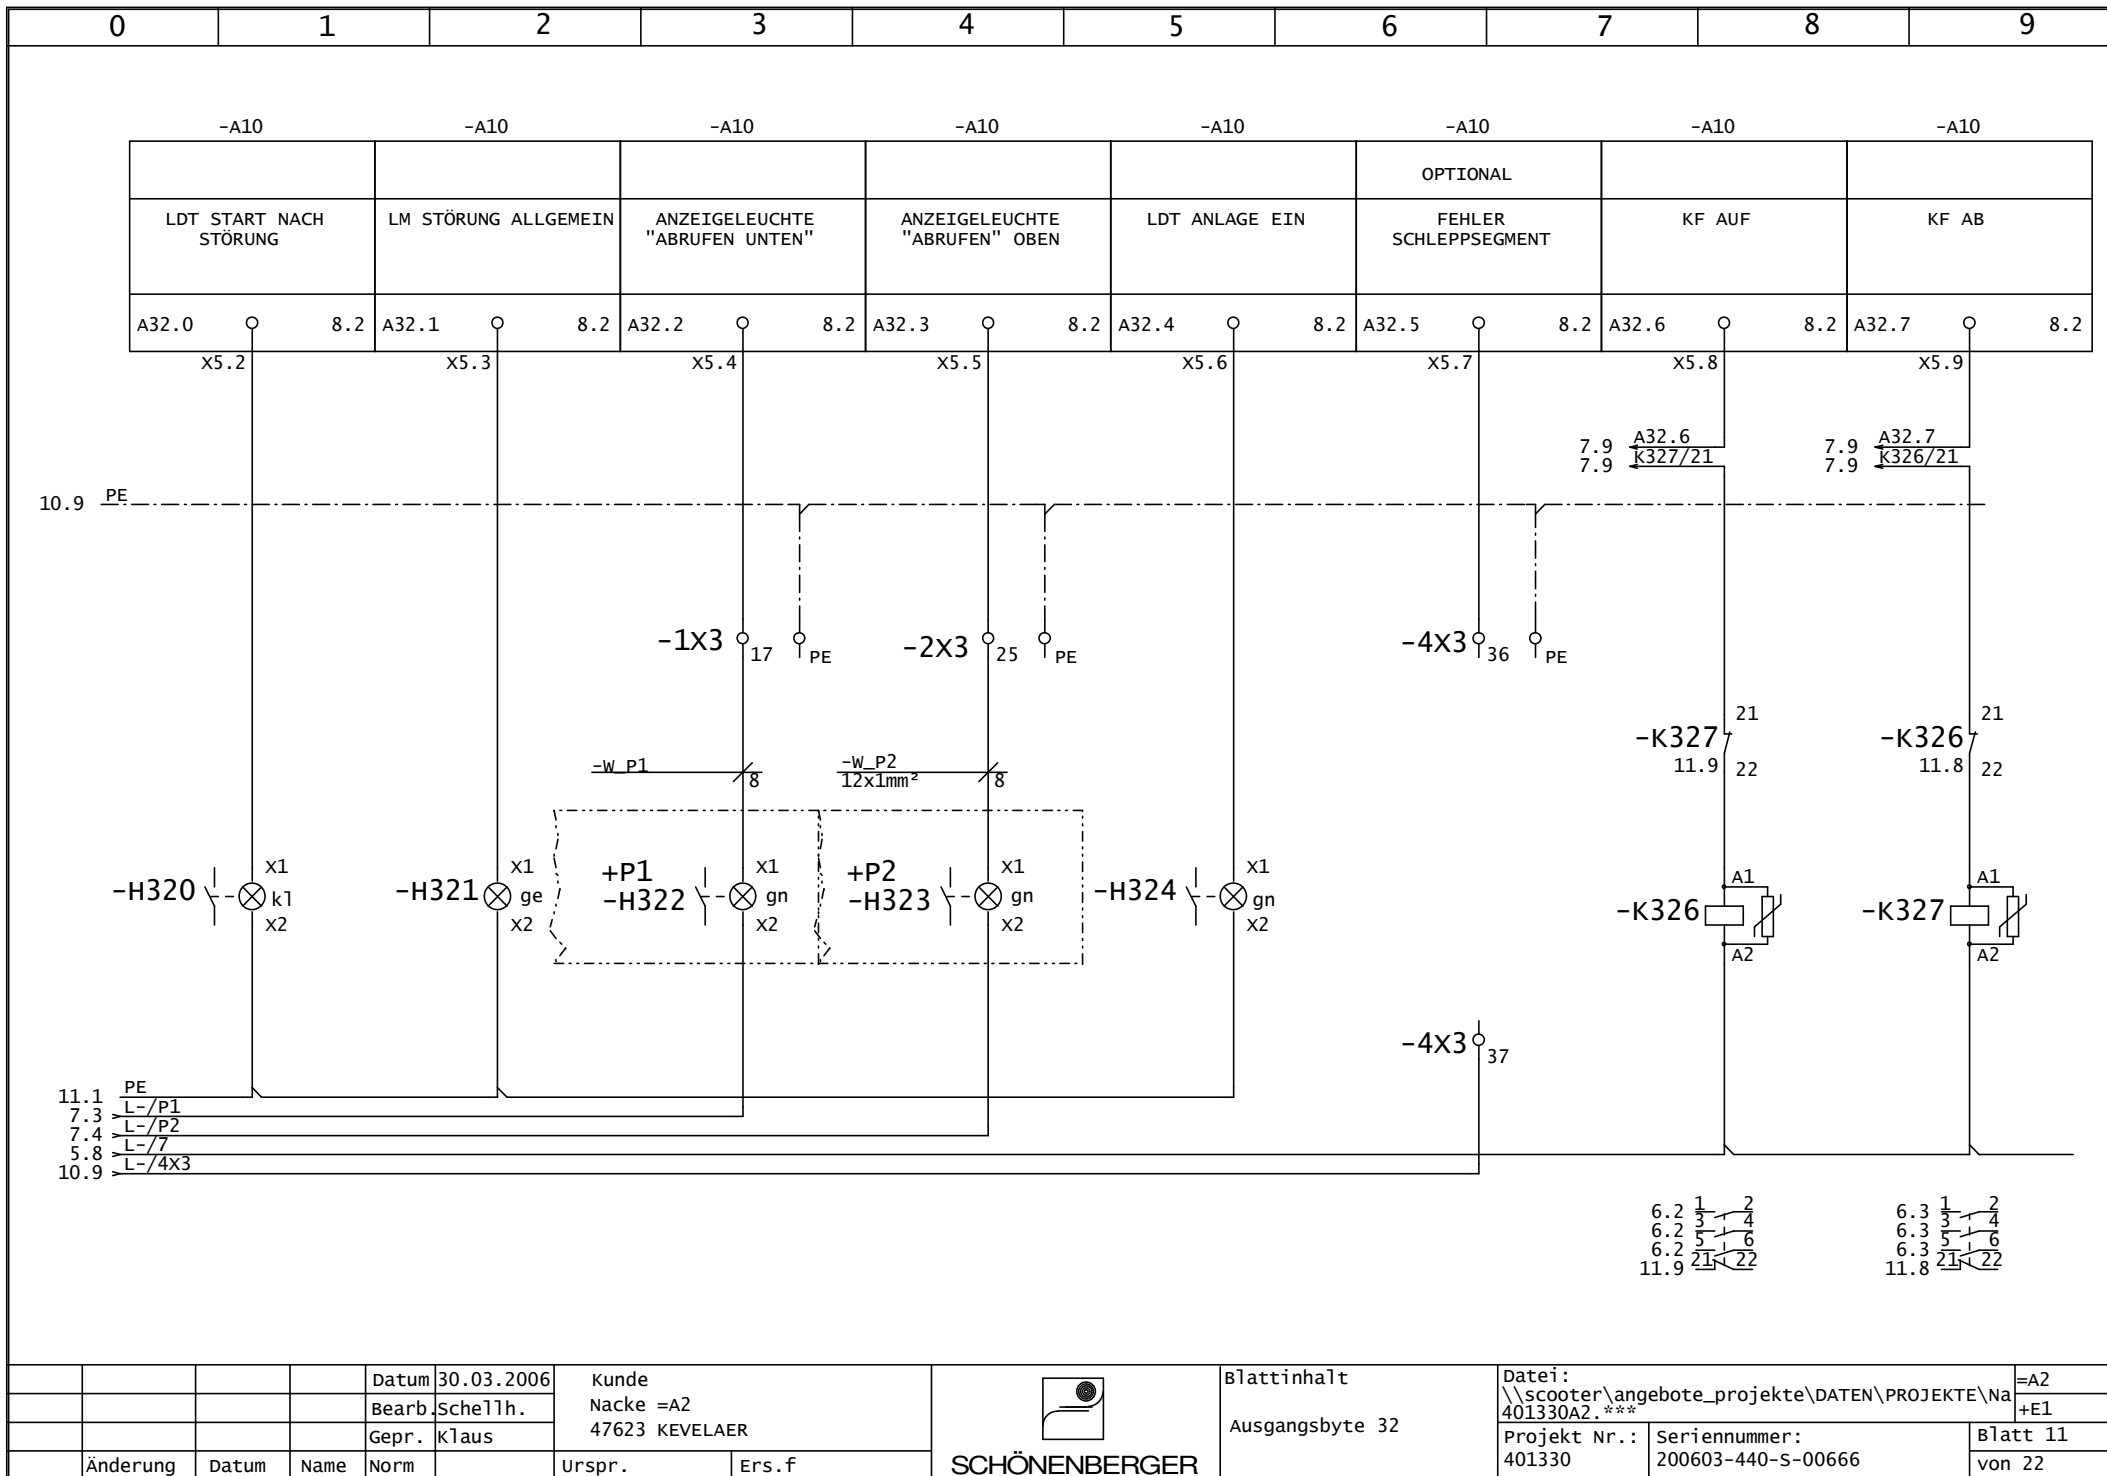 0 1 2 3 4 5 6 7 8 9
-A10 -A10 -A10 -A10 -A10 -A10 -A10 -A10
OPTIONAL
LDT START NACH
STÖRUNG
LM STÖRUNG ALLGEMEIN
ANZEIGELEUCHTE
"ABRUFEN UNTEN"
ANZEIGELEUCHTE
"ABRUFEN" OBEN
LDT ANLAGE EIN
FEHLER
SCHLEPPSEGMENT
KF AUF
KF AB
A32.0 8.2 A32.1 8.2 A32.2 8.2 A32.3 8.2 A32.4 8.2 A32.5 8.2 A32.6 8.2 A32.7 8.2
X5.2 X5.3 X5.4 X5.5 X5.6 X5.7 X5.8 X5.9
7.9 A32.6
7.9 K327/21
7.9 A32.7
7.9 K326/21
10.9 PE
-1X3 17 PE
-2X3 25 PE
-4X3 36 PE
-K327 21
11.9 22
-K326 21
11.8 22
-W_P1
8
-W_P2
12x1mm²
8
-H320 X1
kl
X2
-H321 X1
ge
X2
+P1
-H322 X1
gn
X2
+P2
-H323 X1
gn
X2
-H324 X1
gn
X2
A1
-K326
A2
A1
-K327
A2
-4X3 37
11.1 PE
7.3 L-/P1
7.4 L-/P2
5.8 L-/7
10.9 L-/4X3
6.2 1 2
6.2 3 4
6.2 5 6
11.9 21 22
6.3 1 2
6.3 3 4
6.3 5 6
11.8 21 22
Datum 30.03.2006
Bearb. Schellh.
Gepr. Klaus
Änderung Datum Name Norm
Kunde
Nacke =A2
47623 KEVELAER
Urspr. Ers.f
SCHÖNENBERGER
Blattinhalt
Ausgangsbyte 32
Datei:
\\scooter\angebote_projekte\DATEN\PROJEKTE\Na
401330A2.***
=A2
+E1
Projekt Nr.:
401330
Seriennummer:
200603-440-S-00666
Blatt 11
von 22